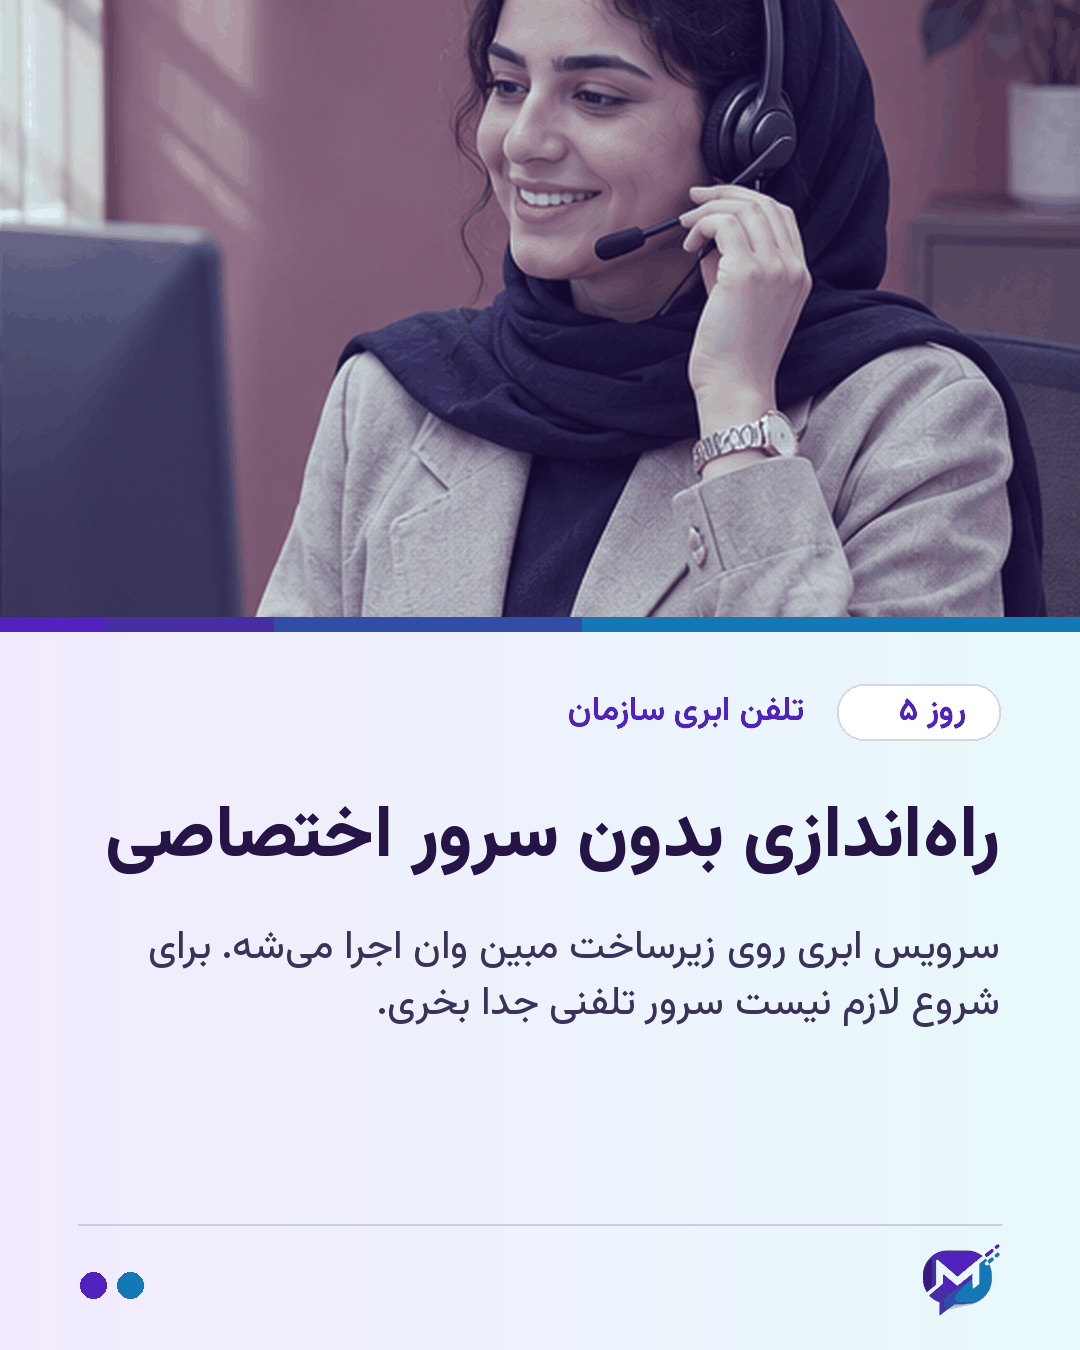 روز ۵
تلفن ابری سازمان
راه‌اندازی بدون سرور اختصاصی
سرویس ابری روی زیرساخت مبین وان اجرا می‌شه. برای
شروع لازم نیست سرور تلفنی جدا بخری.